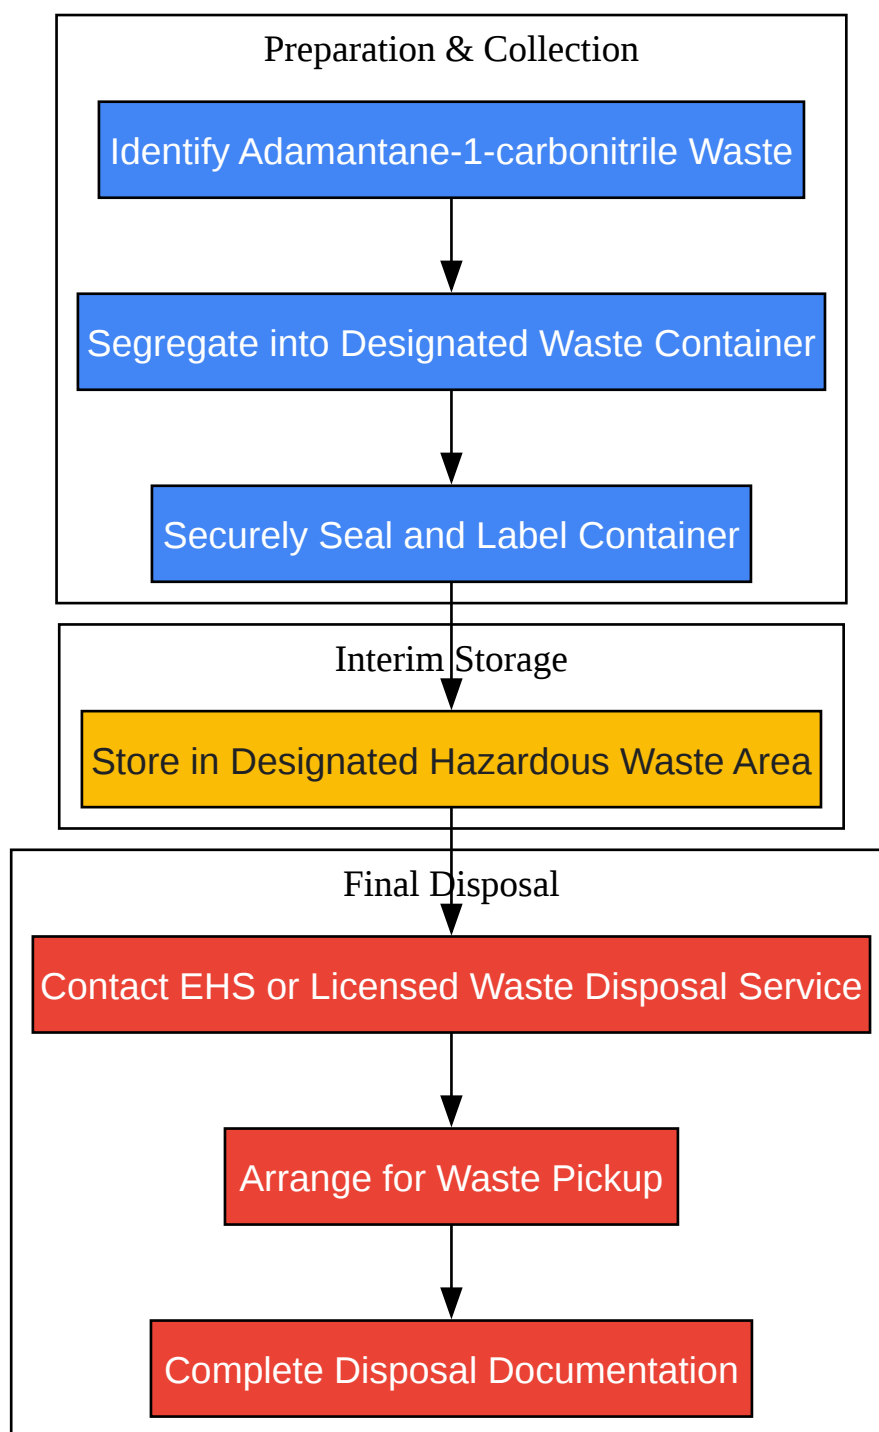 Preparation & Collection
Identify Adamantane-1-carbonitrile Waste
Segregate into Designated Waste Container
Securely Seal and Label Container
Interim Storage
Store in Designated Hazardous Waste Area
Final Disposal
Contact EHS or Licensed Waste Disposal Service
Arrange for Waste Pickup
Complete Disposal Documentation